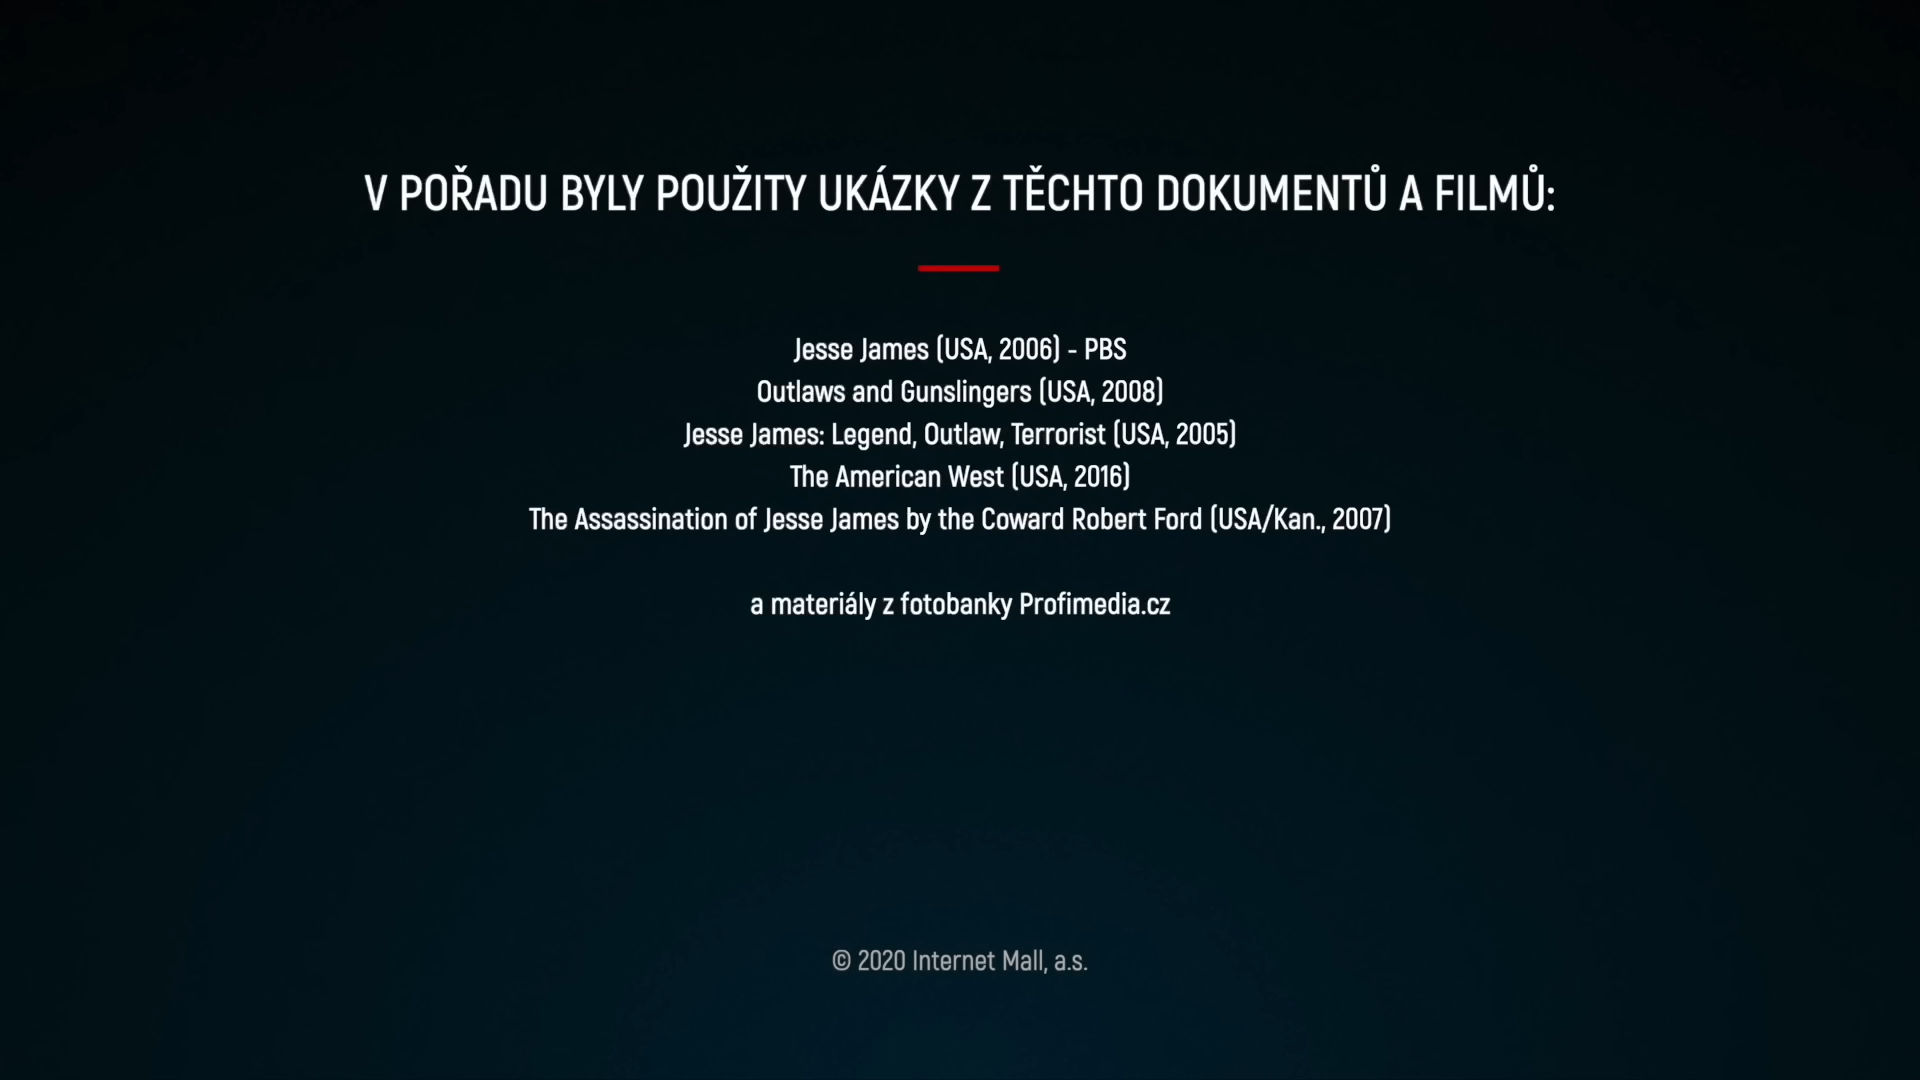 V POŘADU BYLY POUŽITY UKÁZKY Z TĚCHTO DOKUMENTŮ A FILMŮ:
Jesse James (USA, 2006) - PBS
Outlaws and Gunslingers (USA, 2008)
Jesse James: Legend, Outlaw, Terrorist (USA, 2005)
The American West (USA, 2016)
The Assassination of Jesse James by the Coward Robert Ford (USA/Kan., 2007)
a materiály z fotobanky Profimedia.cz
© 2020 Internet Mall, a.s.